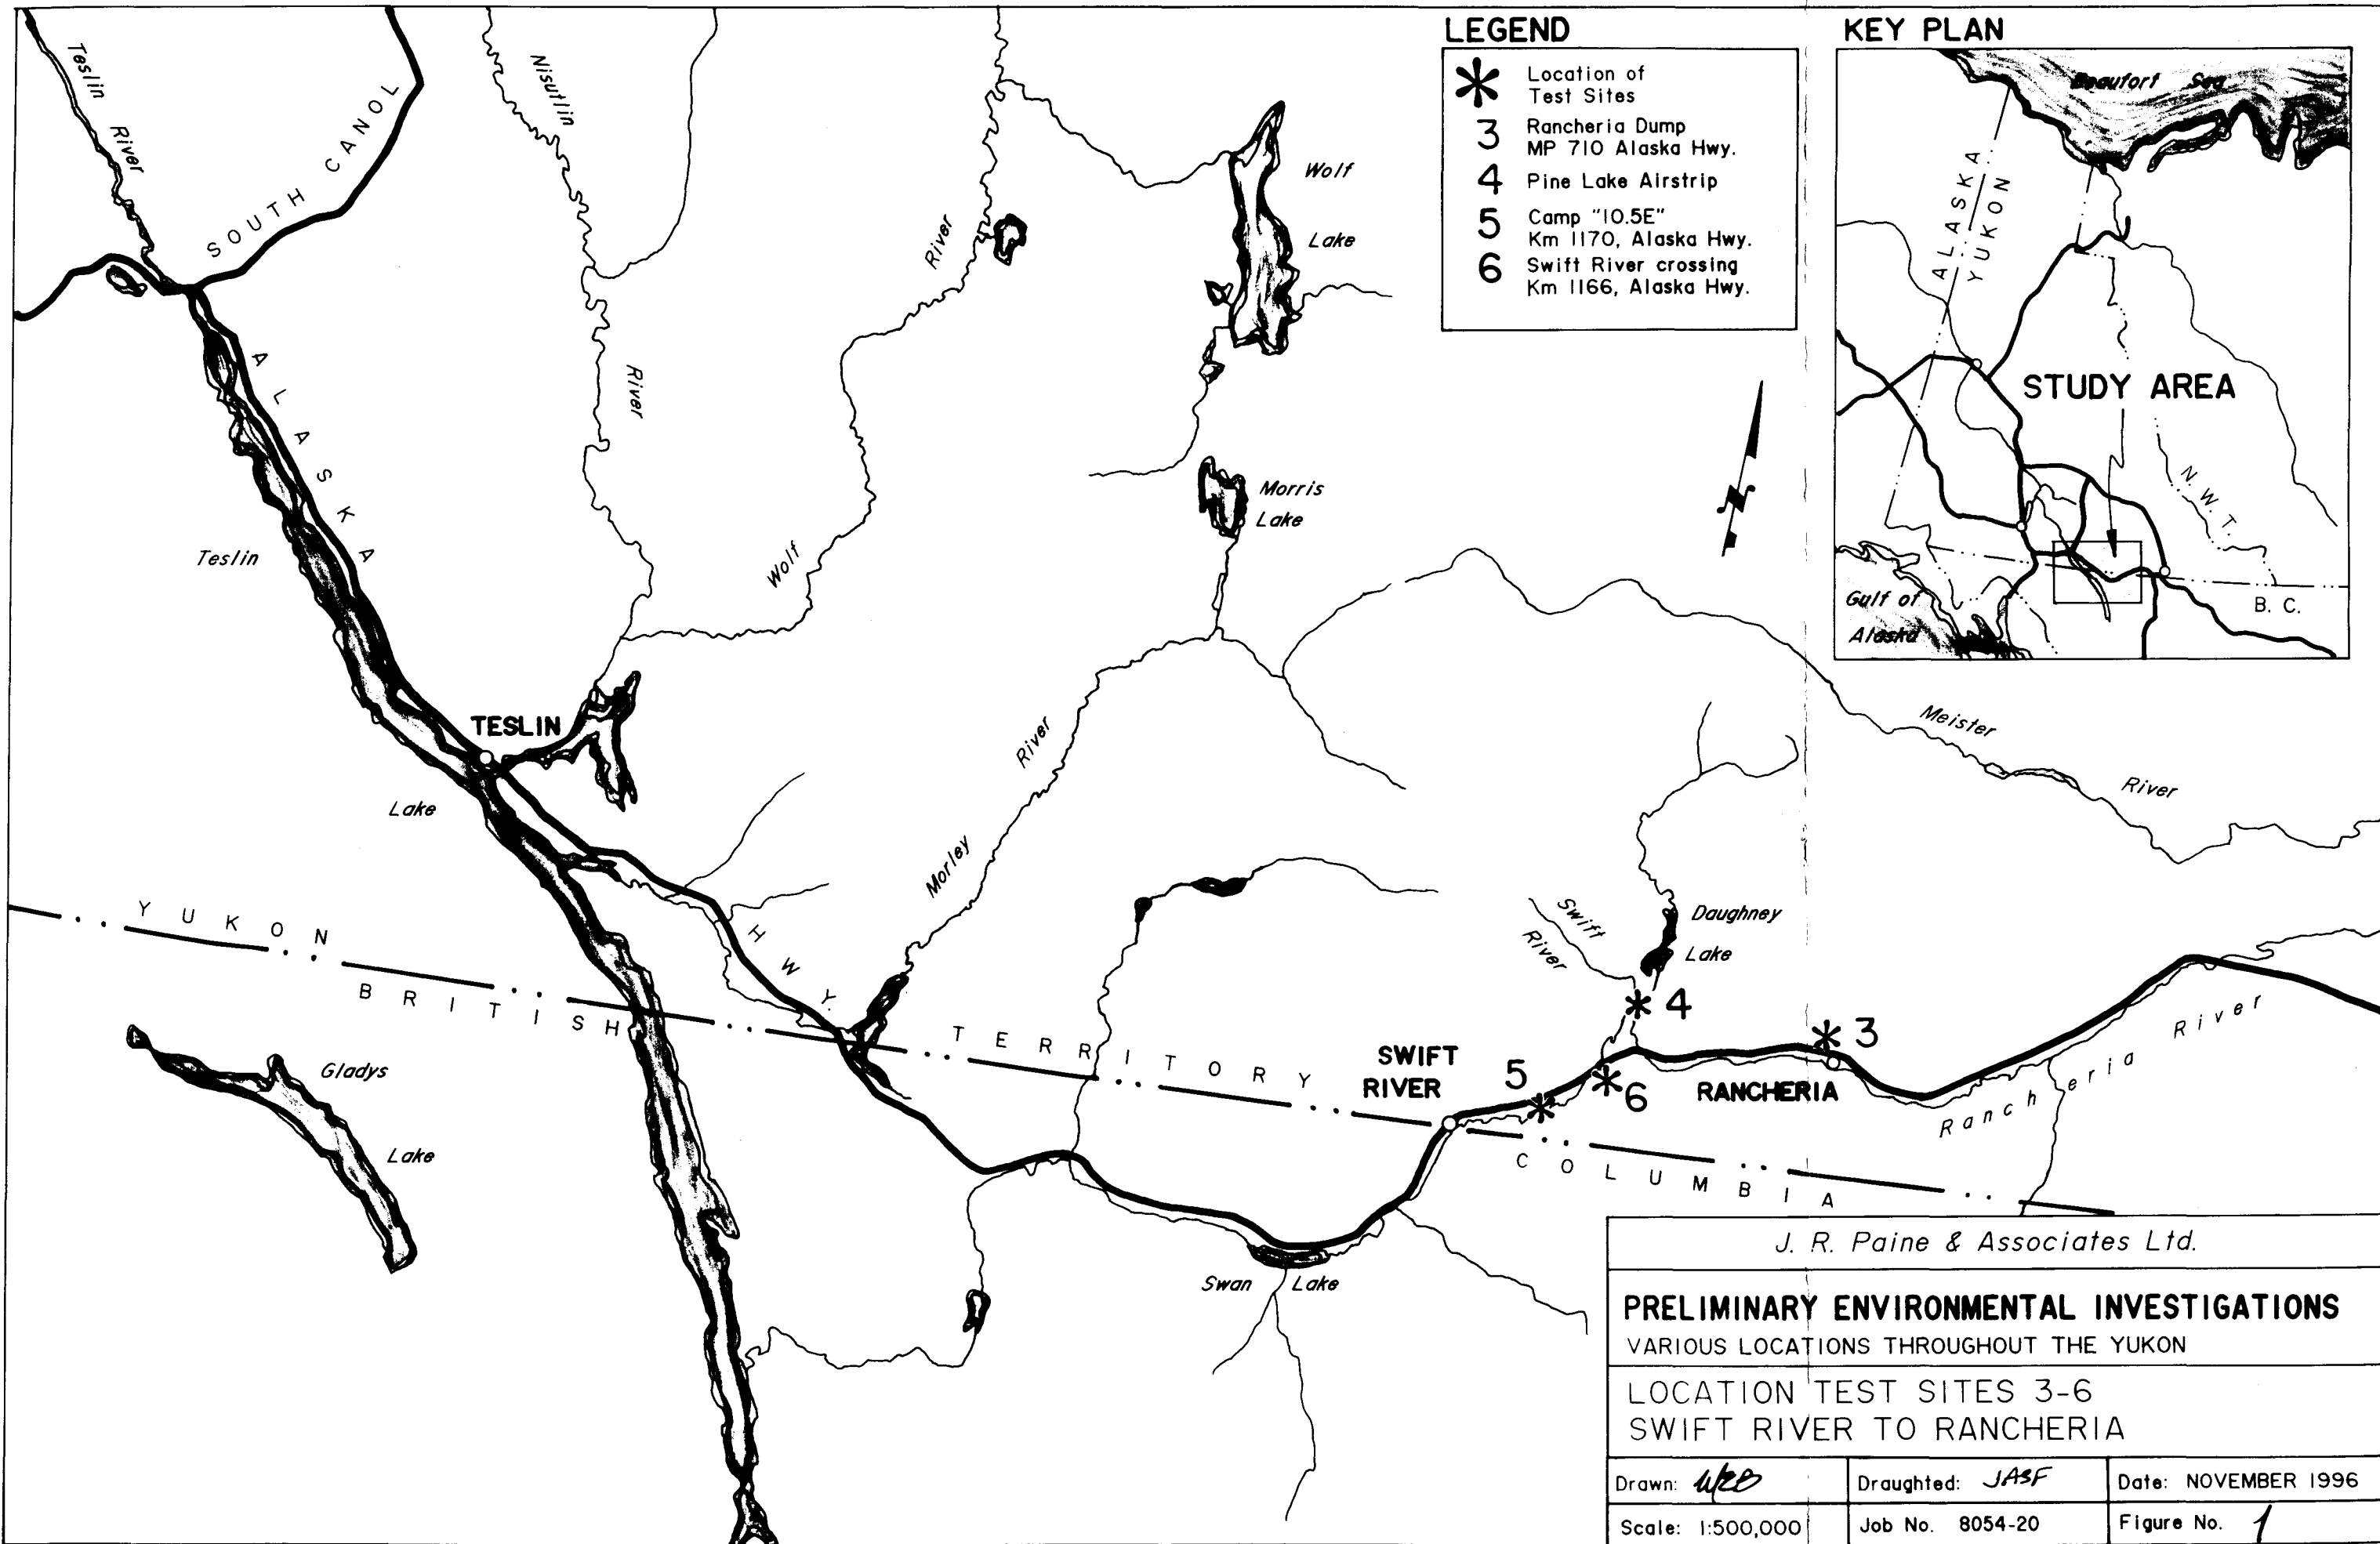 LEGEND
Location of
Test Sites
3 Rancheria Dump
MP 710 Alaska Hwy.
4 Pine Lake Airstrip
5 Camp "10.5E"
Km 1170, Alaska Hwy.
6 Swift River crossing
Km 1166, Alaska Hwy.
KEY PLAN
Beaufort Sea
ALASKA
YUKON
STUDY AREA
N. W. T.
B. C.
Gulf of
Alaska
Teslin
River
SOUTH CANOL
Nisutlin
River
River
Wolf
Wolf
Lake
Morris
Lake
ALASKA
Teslin
Lake
TESLIN
River
Morley
HWY.
Meister
River
Swift
River
Daughney
Lake
4
3
YUKON
TERRITORY
BRITISH
COLUMBIA
SWIFT
RIVER
5
6
RANCHERIA
Rancheria River
Gladys
Lake
Swan Lake
J. R. Paine & Associates Ltd.
PRELIMINARY ENVIRONMENTAL INVESTIGATIONS
VARIOUS LOCATIONS THROUGHOUT THE YUKON
LOCATION TEST SITES 3-6
SWIFT RIVER TO RANCHERIA
Drawn:
Draughted: JASF
Date: NOVEMBER 1996
Scale: 1:500,000
Job No. 8054-20
Figure No. 1